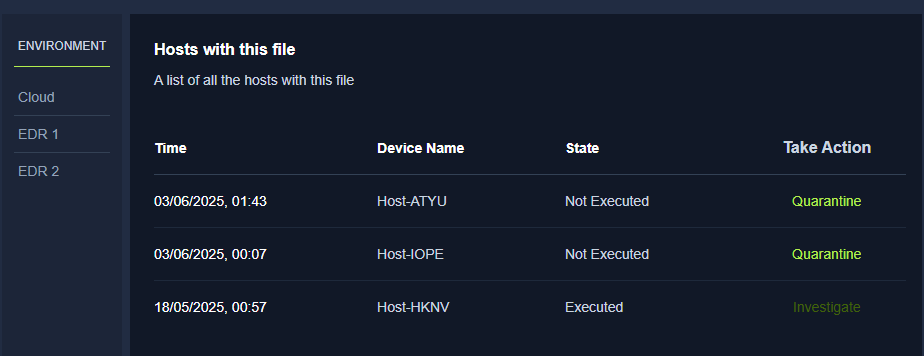 ENVIRONMENT
Cloud
EDR 1
EDR 2
Hosts with this file
A list of all the hosts with this file
Time Device Name State Take Action
03/06/2025, 01:43 Host-ATYU Not Executed Quarantine
03/06/2025, 00:07 Host-IOPE Not Executed Quarantine
18/05/2025, 00:57 Host-HKNV Executed Investigate